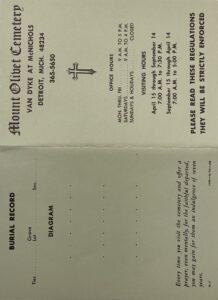 Mount Olivet Cemetery
VAN DYKE AT McNICHOLS
DETROIT, MICH. 48234
365-5650
OFFICE HOURS
MON. THRU FRI. 9 A.M. TO 5 P.M.
SATURDAYS 9 A.M. TO
SUNDAYS & HOLIDAYS CLOSED
VISITING HOURS
April 15 through September 14
7:00 A.M. to 7:30 P.M.
September 15 through April 14
7:00 A.M. to 5:00 P.M.
PLEASE READ THESE REGULATIONS
THEY WILL BE STRICTLY ENFORCED
BURIAL RECORD
Grave
Lot
Tier
Sec.
DIAGRAM
Every time you visit the cemetery and offer a
prayer, even mentally, for the faithful departed,
you may gain for them an indulgence of seven
years.